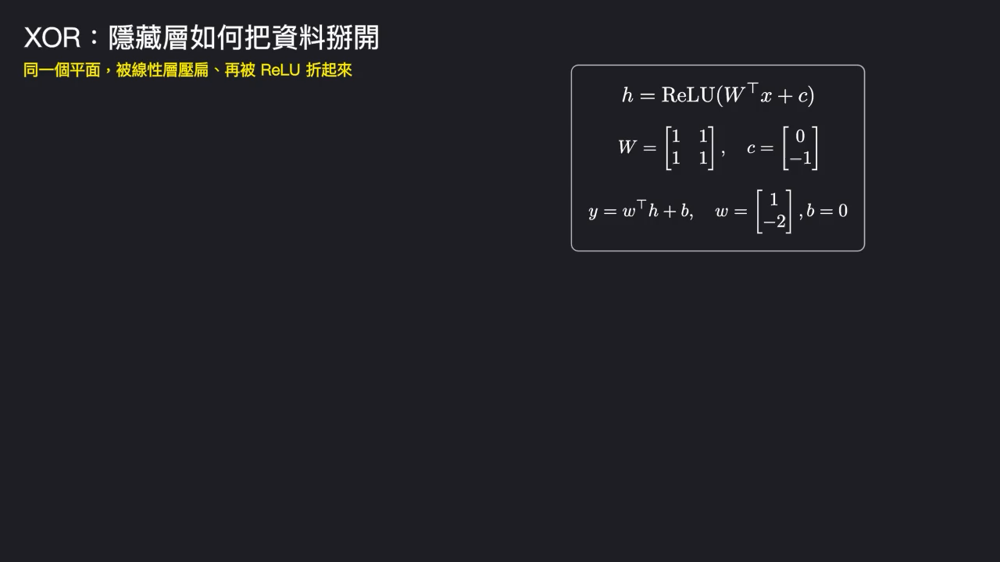 XOR：隱藏層如何把資料掰開
同一個平面，被線性層壓扁、再被 ReLU 折起來
h = ReLU(W^⊤x + c)
W = [1 1; 1 1], c = [0; −1]
y = w^⊤h + b, w = [1; −2], b = 0